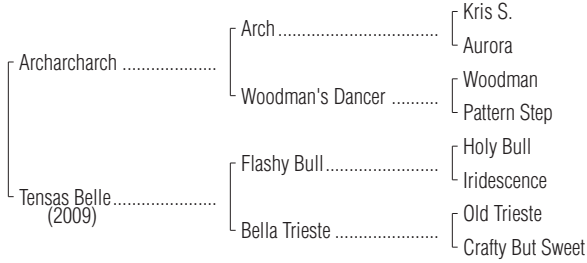 Kris S.
Arch
Aurora
Archarcharch
Woodman
Woodman's Dancer
Pattern Step
Holy Bull
Flashy Bull
Iridescence
Tensas Belle
(2009)
Old Trieste
Bella Trieste
Crafty But Sweet